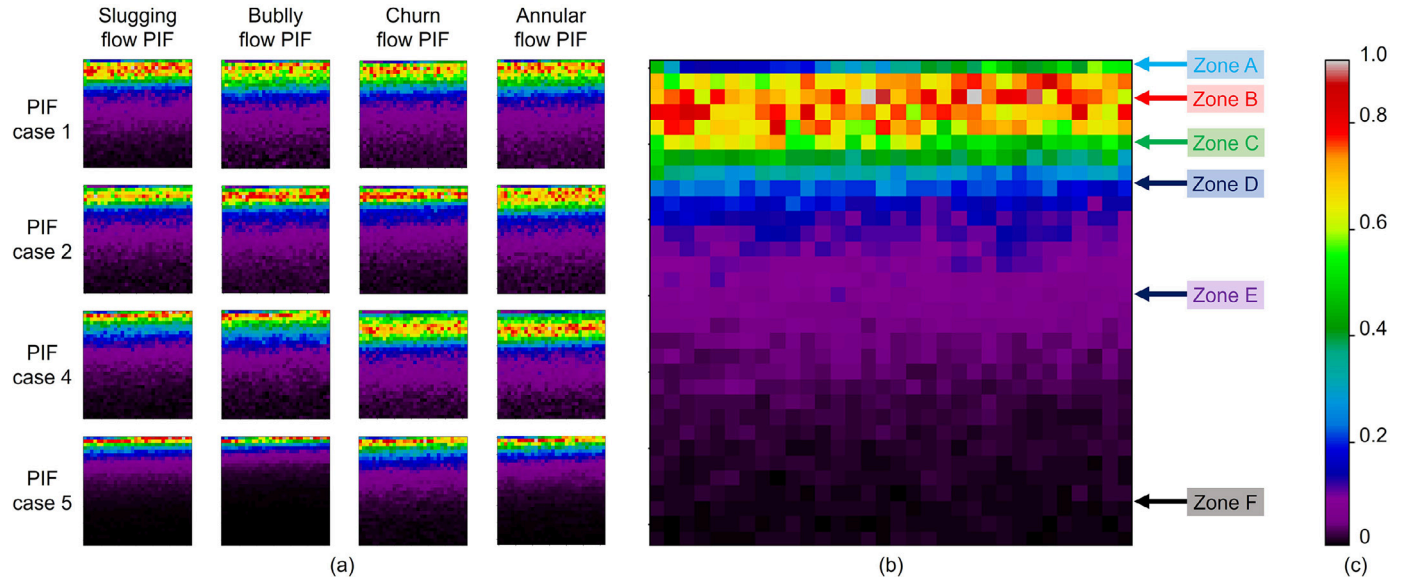 Slugging
flow PIF
Bublly
flow PIF
Churn
flow PIF
Annular
flow PIF
PIF
case 1
PIF
case 2
PIF
case 4
PIF
case 5
(a)
Zone A
Zone B
Zone C
Zone D
Zone E
Zone F
(b)
1.0
0.8
0.6
0.4
0.2
0
(c)